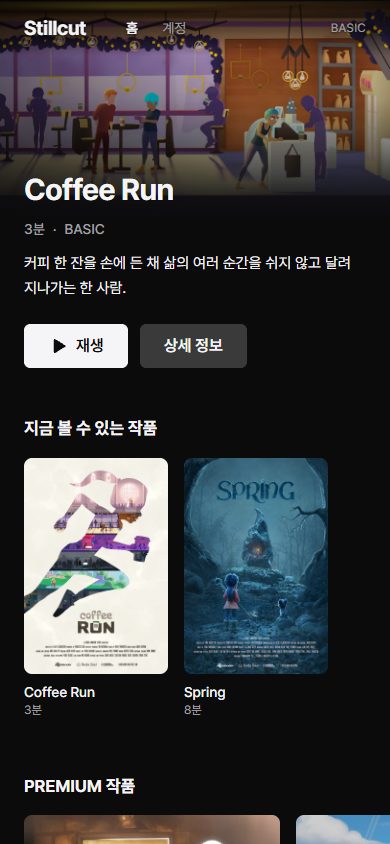 Stillcut 홈 계정 BASIC
Coffee Run
3분 · BASIC
커피 한 잔을 손에 든 채 삶의 여러 순간을 쉬지 않고 달려
지나가는 한 사람.
재생 상세 정보
지금 볼 수 있는 작품
coffee
RUN
SPRING
Coffee Run
3분
Spring
8분
PREMIUM 작품